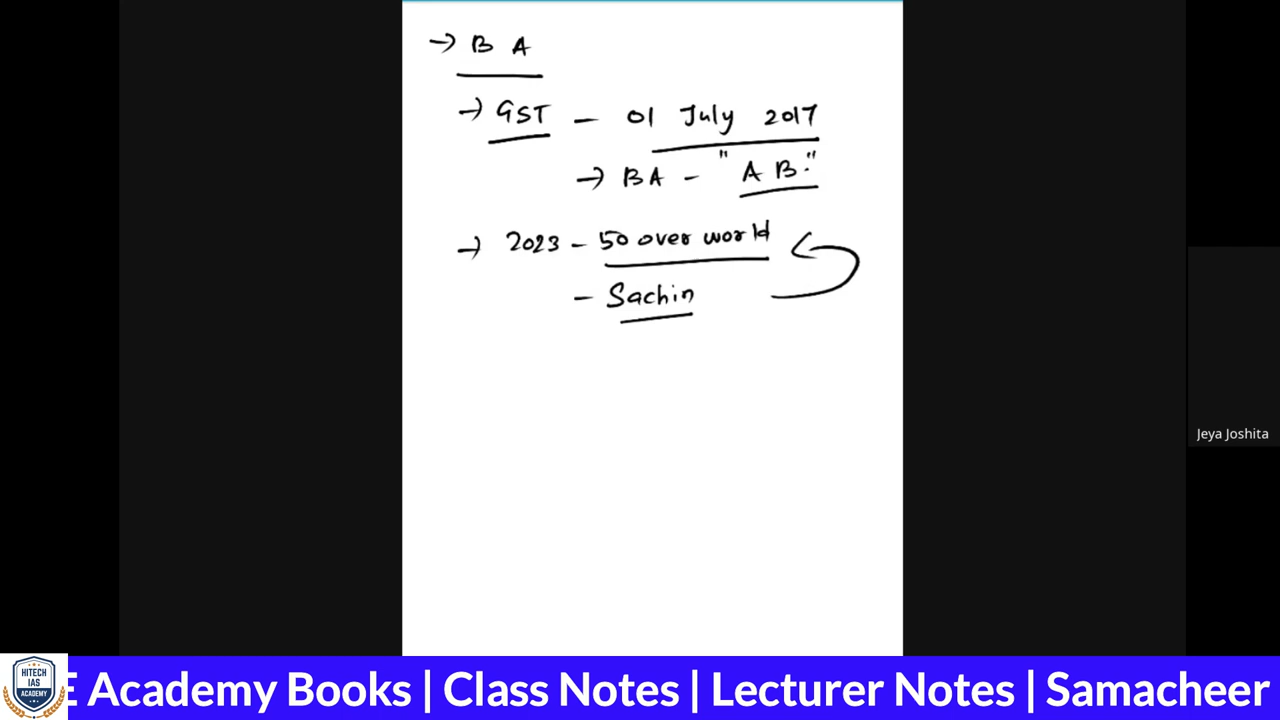 → B A
→ GST - 01 July 2017
→ BA - "A B."
→ 2023 - 50 over world
- Sachin
Jeya Joshita
HITECH
IAS
ACADEMY
E Academy Books | Class Notes | Lecturer Notes | Samacheer